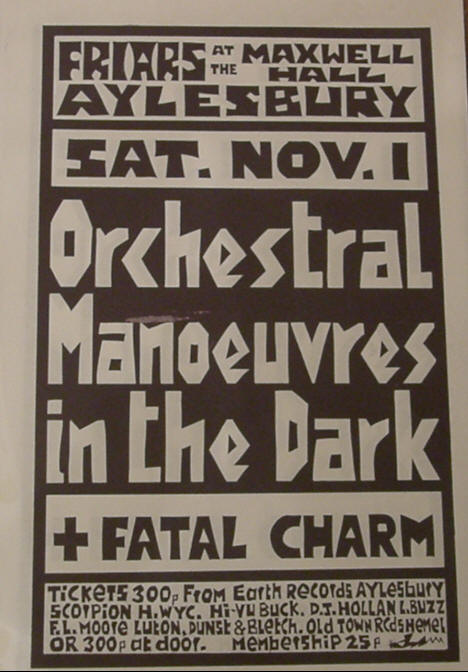 FRIARS AT THE MAXWELL HALL
AYLESBURY
SAT. NOV. 1
Orchestral
Manoeuvres
in the Dark
+ FATAL CHARM
TICKETS 300p From Earth Records AYLESBURY
SCORPION H.WYC. Hi-VU BUCK. D.J. HOLLAN L.BUZZ
F.L. MOORE LUTON, DUNST & Bletch. Old TOWN RCDS HEMEL
OR 300p at door. Membership 25p